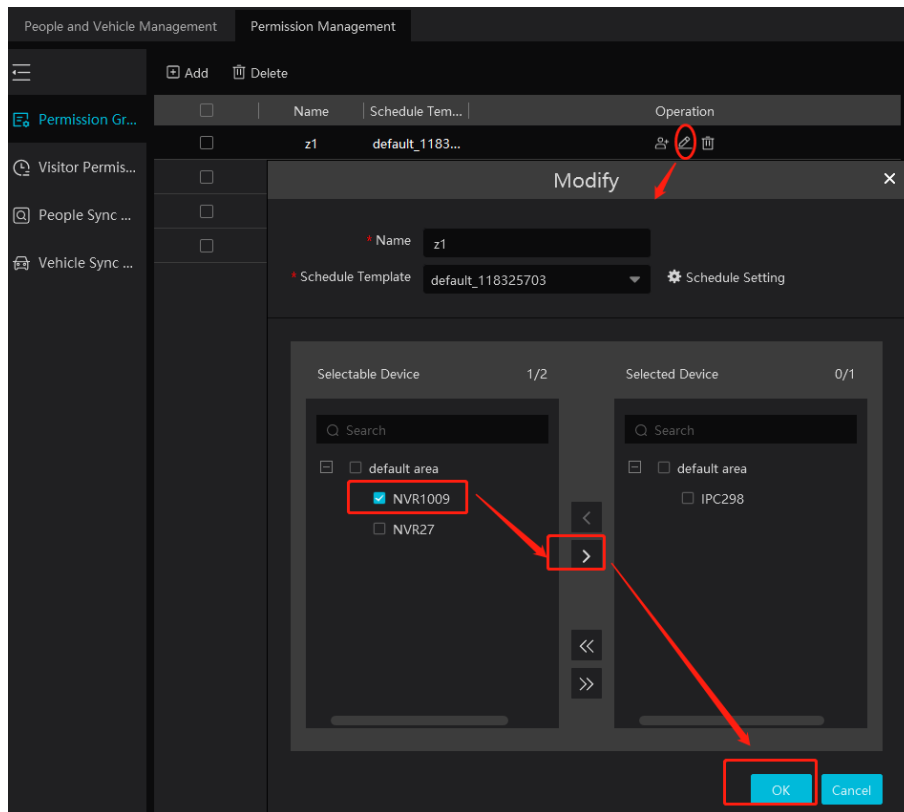 People and Vehicle Management Permission Management
Add Delete
Permission Gr...
Visitor Permis...
People Sync ...
Vehicle Sync ...
Name Schedule Tem... Operation
z1 default_1183...
Modify
* Name z1
* Schedule Template default_118325703 Schedule Setting
Selectable Device 1/2
Search
default area
NVR1009
NVR27
Selected Device 0/1
Search
default area
IPC298
OK Cancel